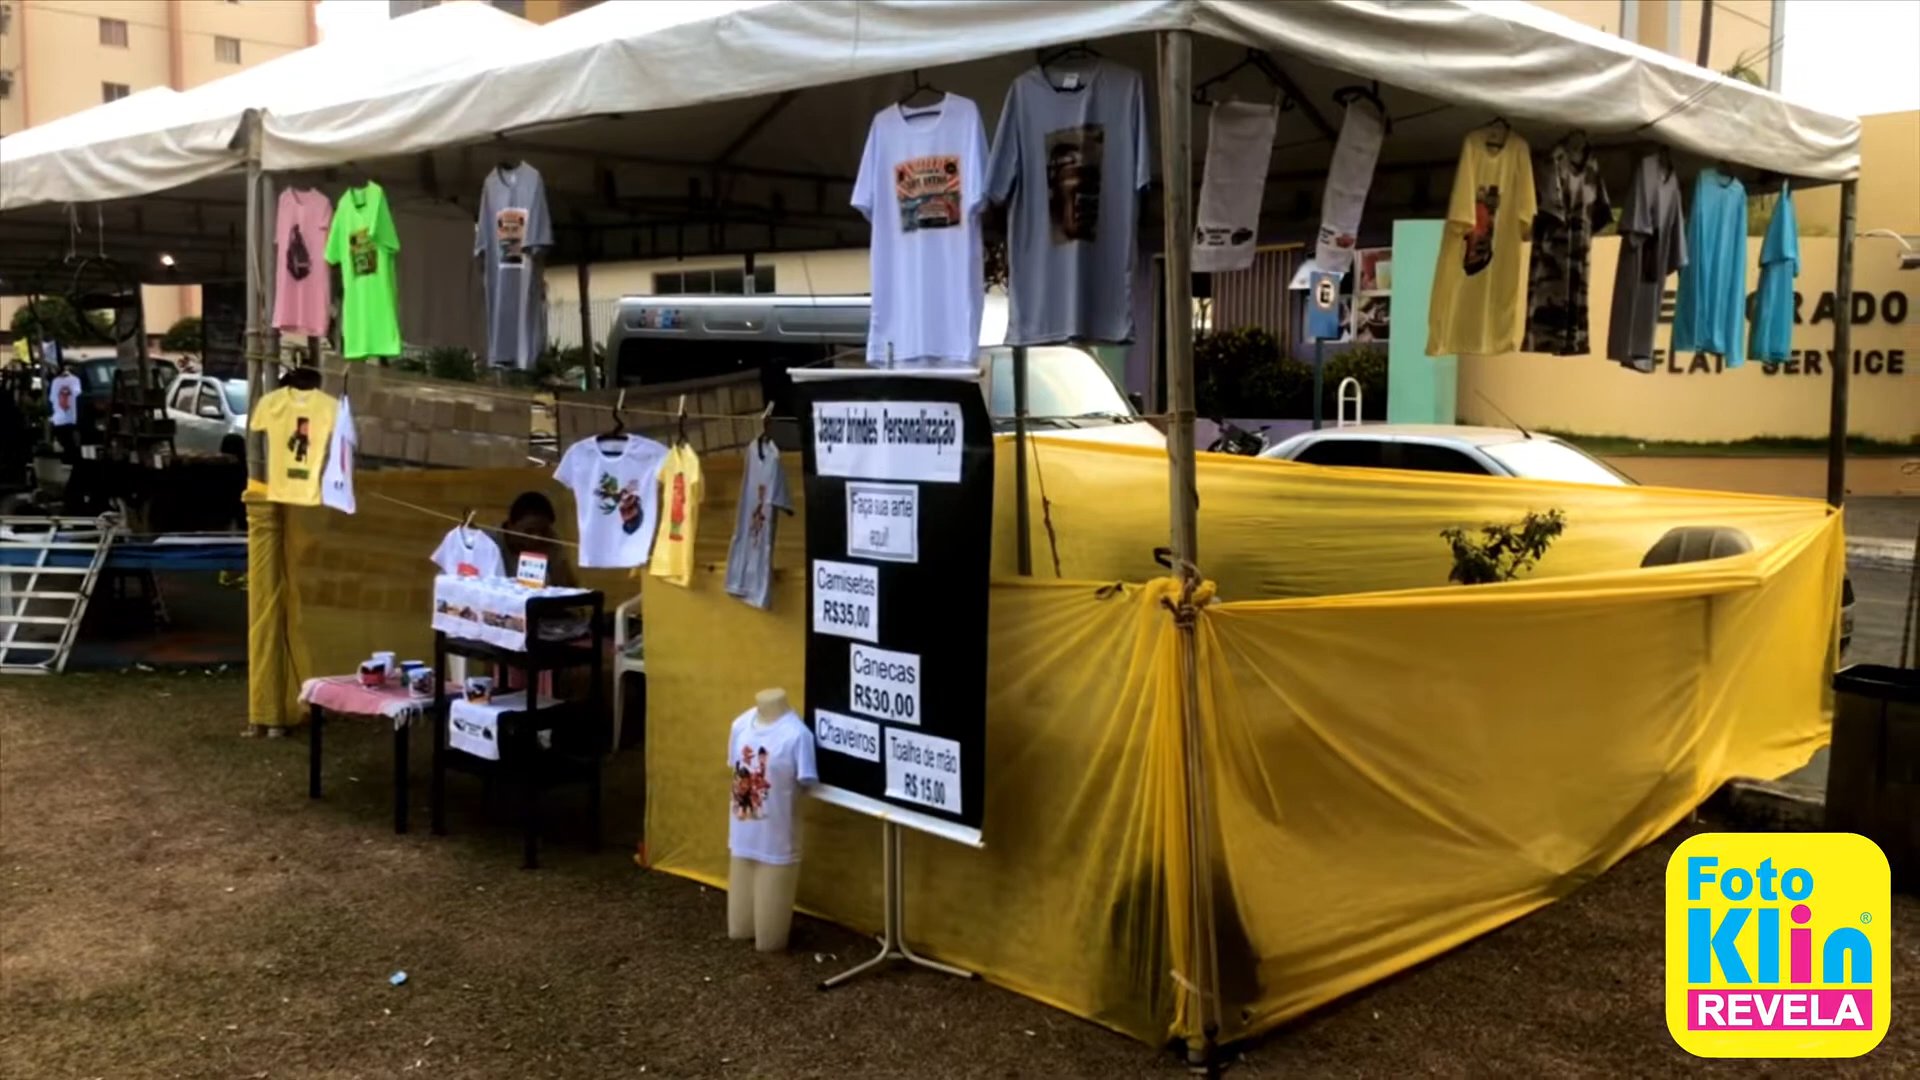 Jaguar brindes Personalização
Faça sua arte
aqui!
Camisetas
R$35,00
Canecas
R$30,00
Chaveiros
Toalha de mão
R$ 15,00
FLAT SERVICE
Foto
Klin®
REVELA